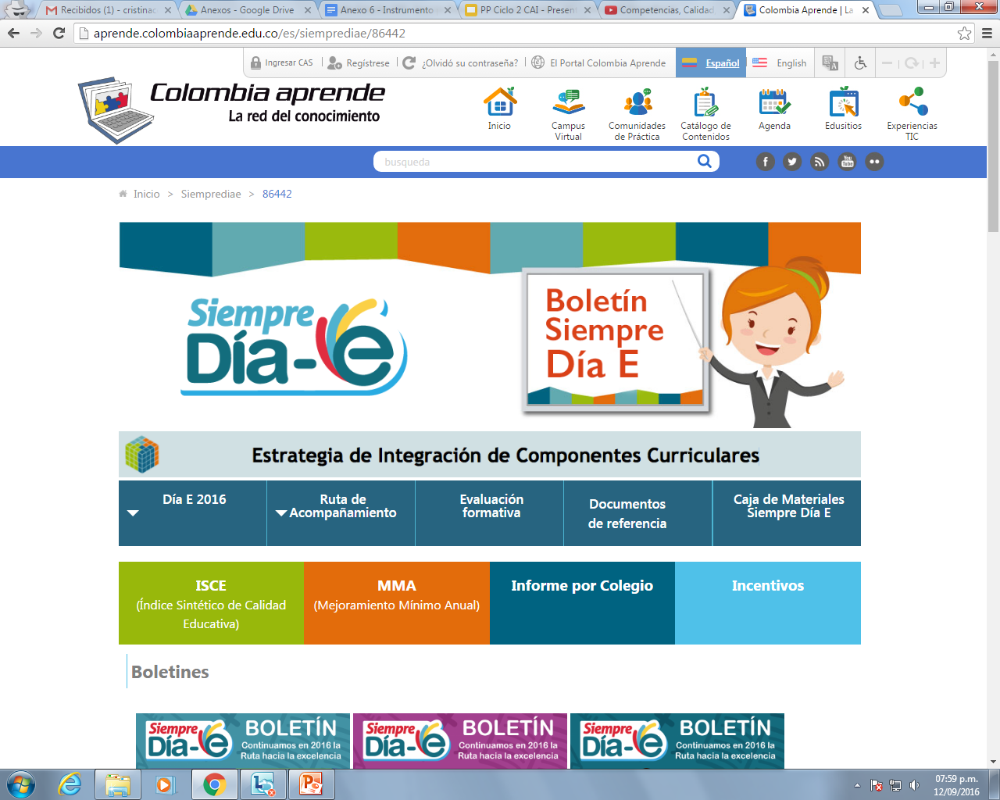 Recibidos (1) - cristinac
Anexos - Google Drive
Anexo 6 - Instrumento
PP Ciclo 2 CAI - Present
Competencias, Calidad,
Colombia Aprende | La
aprende.colombiaaprende.edu.co/es/siemprediae/86442
Ingresar CAS
Regístrese
¿Olvidó su contraseña?
El Portal Colombia Aprende
Español
English
Colombia aprende
La red del conocimiento
Inicio
Campus
Virtual
Comunidades
de Práctica
Catálogo de
Contenidos
Agenda
Edusitios
Experiencias
TIC
busqueda
You
Tube
Inicio > Siemprediae > 86442
Siempre
Día-e
Boletín
Siempre
Día E
Estrategia de Integración de Componentes Curriculares
Día E 2016
Ruta de
Acompañamiento
Evaluación
formativa
Documentos
de referencia
Caja de Materiales
Siempre Día E
ISCE
(Índice Sintético de Calidad
Educativa)
MMA
(Mejoramiento Mínimo Anual)
Informe por Colegio
Incentivos
Boletines
Siempre
Día-e
BOLETÍN
Continuamos en 2016 la
Ruta hacia la excelencia
Siempre
Día-e
BOLETÍN
Continuamos en 2016 la
Ruta hacia la excelencia
Siempre
Día-e
BOLETÍN
Continuamos en 2016 la
Ruta hacia la excelencia
07:59 p.m.
12/09/2016